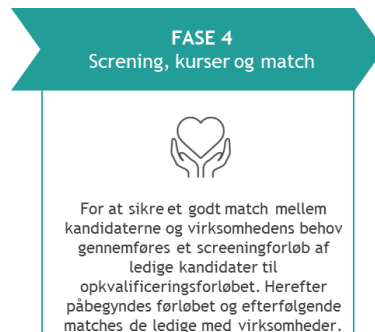 FASE 4
Screning, kurser og match
For at sikre et godt match mellem
kandidaterne og virksomhedens behov
gennemføres et screeningforløb af
ledige kandidater til
opkvalificeringsforløbet. Herefter
påbegyndes førløbet og efterfølgende
matches de ledige med virksomheder.